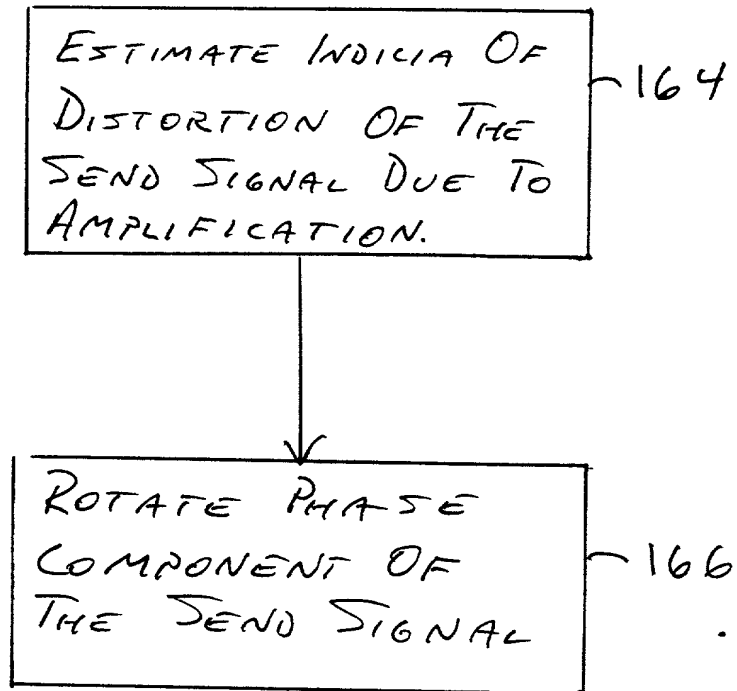 ESTIMATE INDICIA OF
DISTORTION OF THE
SEND SIGNAL DUE TO
AMPLIFICATION.
164
ROTATE PHASE
COMPONENT OF
THE SEND SIGNAL
166